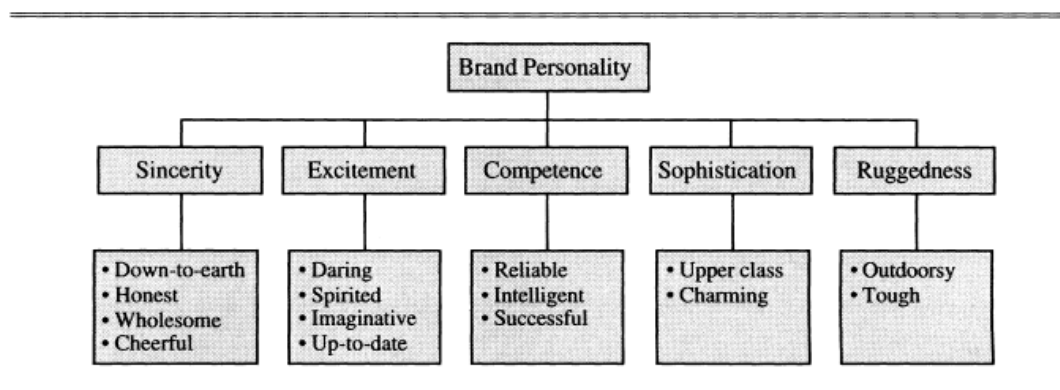 Brand Personality
Sincerity
Excitement
Competence
Sophistication
Ruggedness
• Down-to-earth
• Honest
• Wholesome
• Cheerful
• Daring
• Spirited
• Imaginative
• Up-to-date
• Reliable
• Intelligent
• Successful
• Upper class
• Charming
• Outdoorsy
• Tough